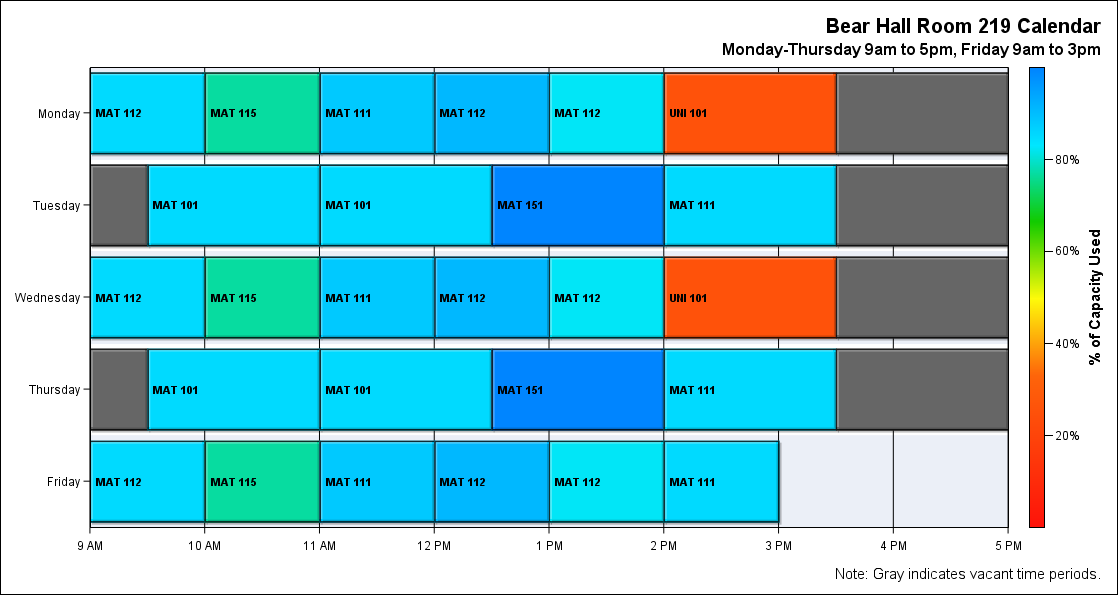 Bear Hall Room 219 Calendar
Monday-Thursday 9am to 5pm, Friday 9am to 3pm
Monday
MAT 112
MAT 115
MAT 111
MAT 112
MAT 112
UNI 101
Tuesday
MAT 101
MAT 101
MAT 151
MAT 111
Wednesday
MAT 112
MAT 115
MAT 111
MAT 112
MAT 112
UNI 101
Thursday
MAT 101
MAT 101
MAT 151
MAT 111
Friday
MAT 112
MAT 115
MAT 111
MAT 112
MAT 112
MAT 111
9 AM
10 AM
11 AM
12 PM
1 PM
2 PM
3 PM
4 PM
5 PM
80%
60%
40%
20%
% of Capacity Used
Note: Gray indicates vacant time periods.